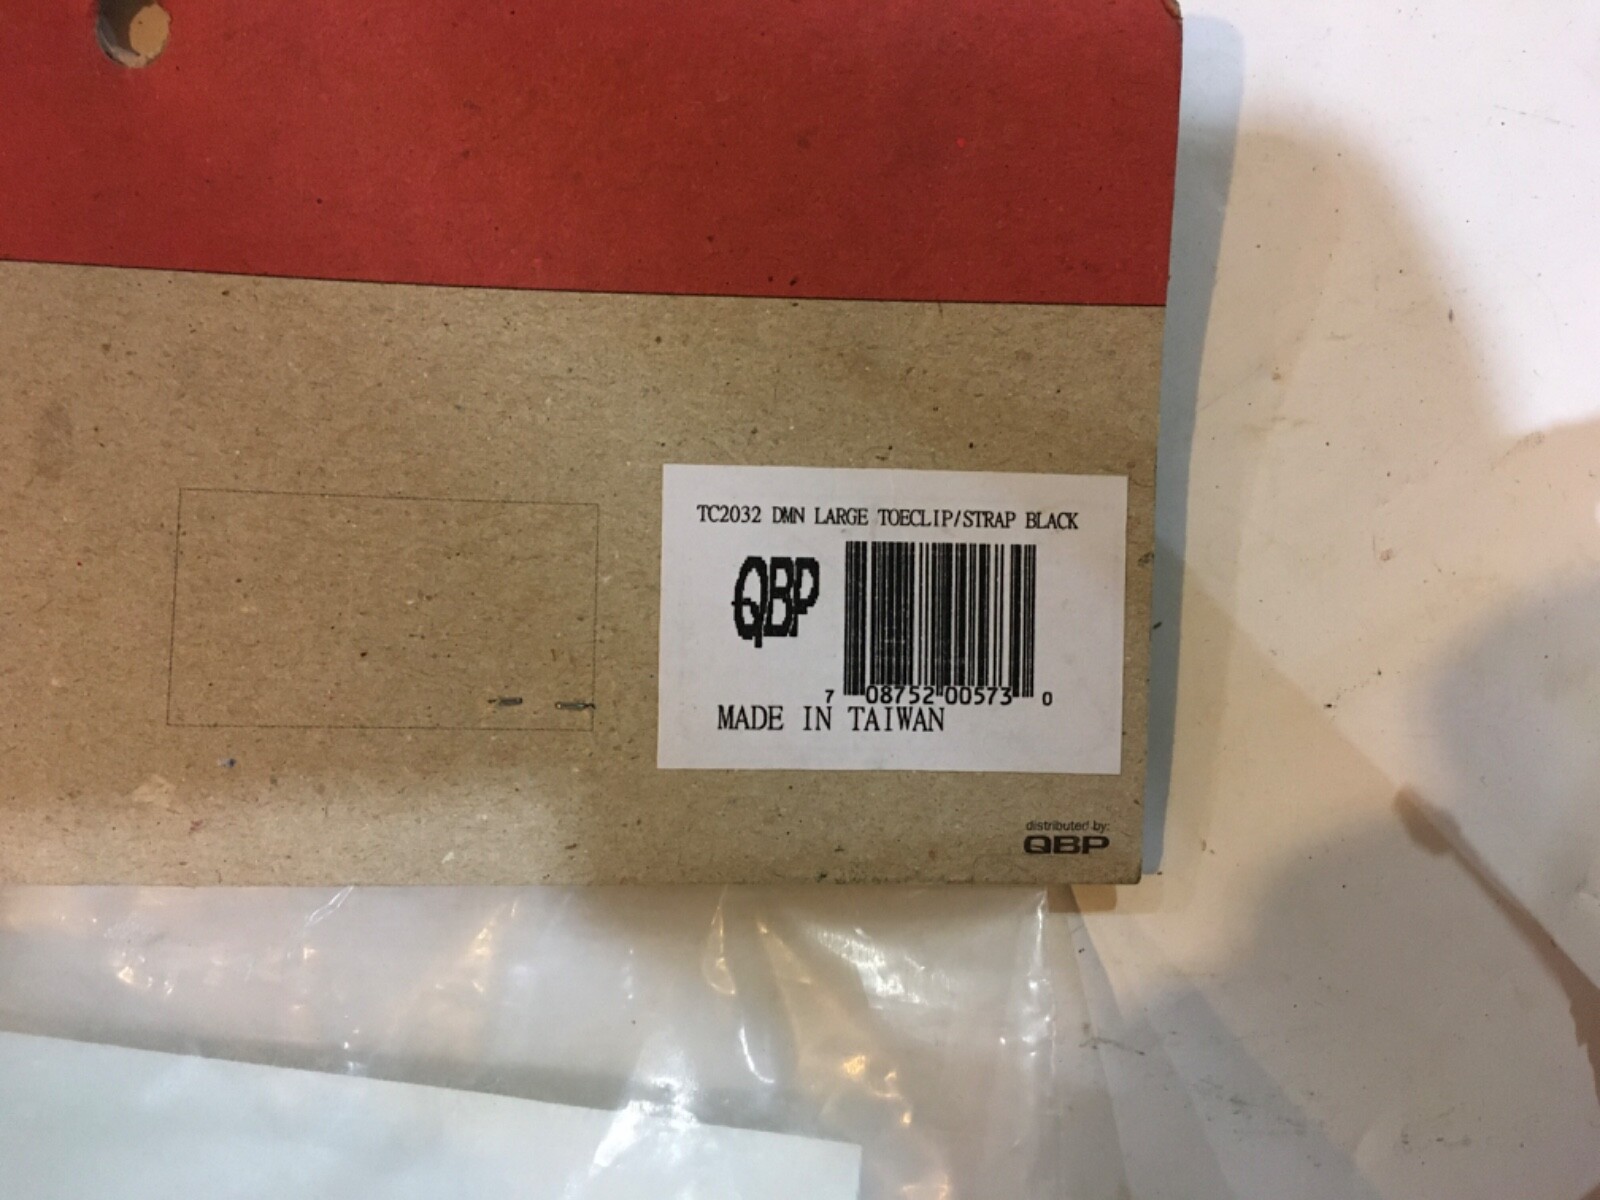 TC2032 DMN LARGE TOECLIP/STRAP BLACK
QBP
7 08752 00573 0
MADE IN TAIWAN
distributed by:
QBP